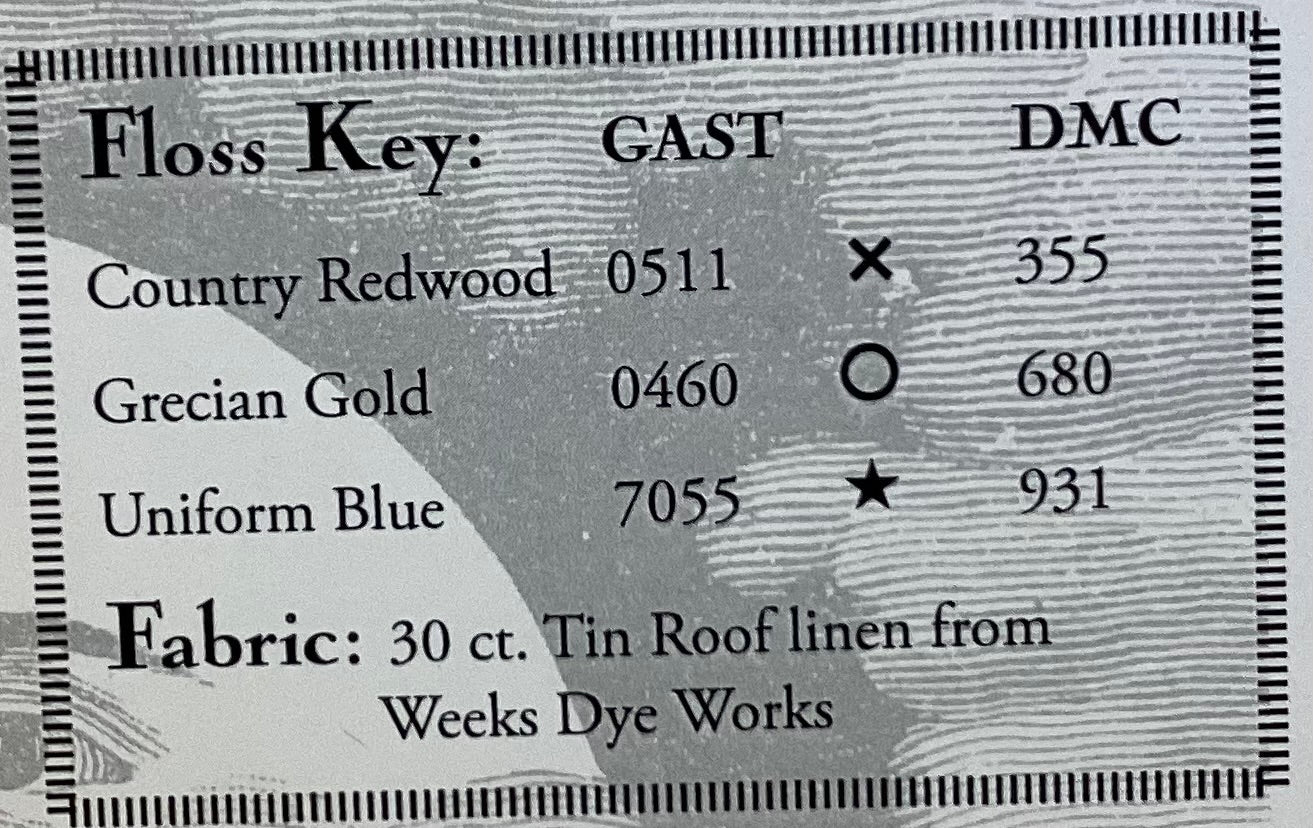 Floss Key: GAST DMC
Country Redwood 0511 ✕ 355
Grecian Gold 0460 ○ 680
Uniform Blue 7055 ★ 931
Fabric: 30 ct. Tin Roof linen from
Weeks Dye Works